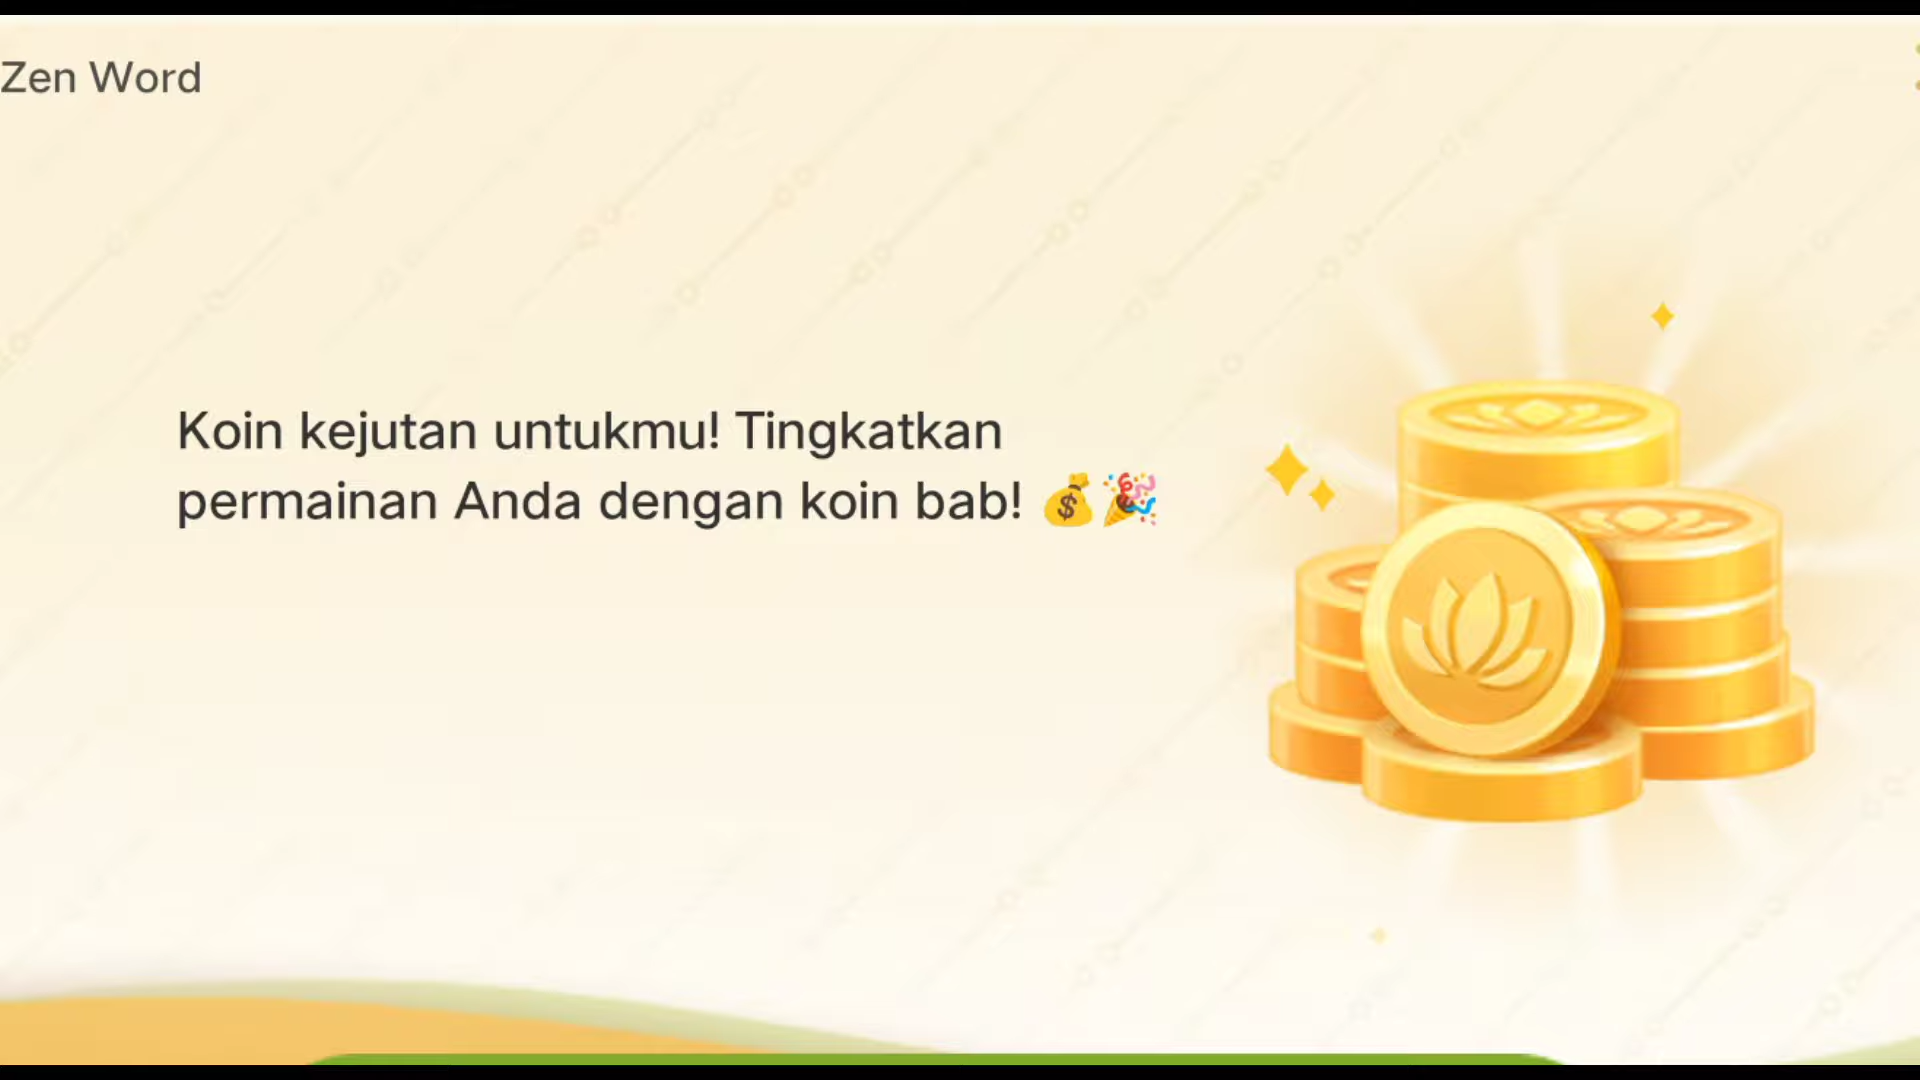 Zen Word
Koin kejutan untukmu! Tingkatkan
permainan Anda dengan koin bab! 💰🎉